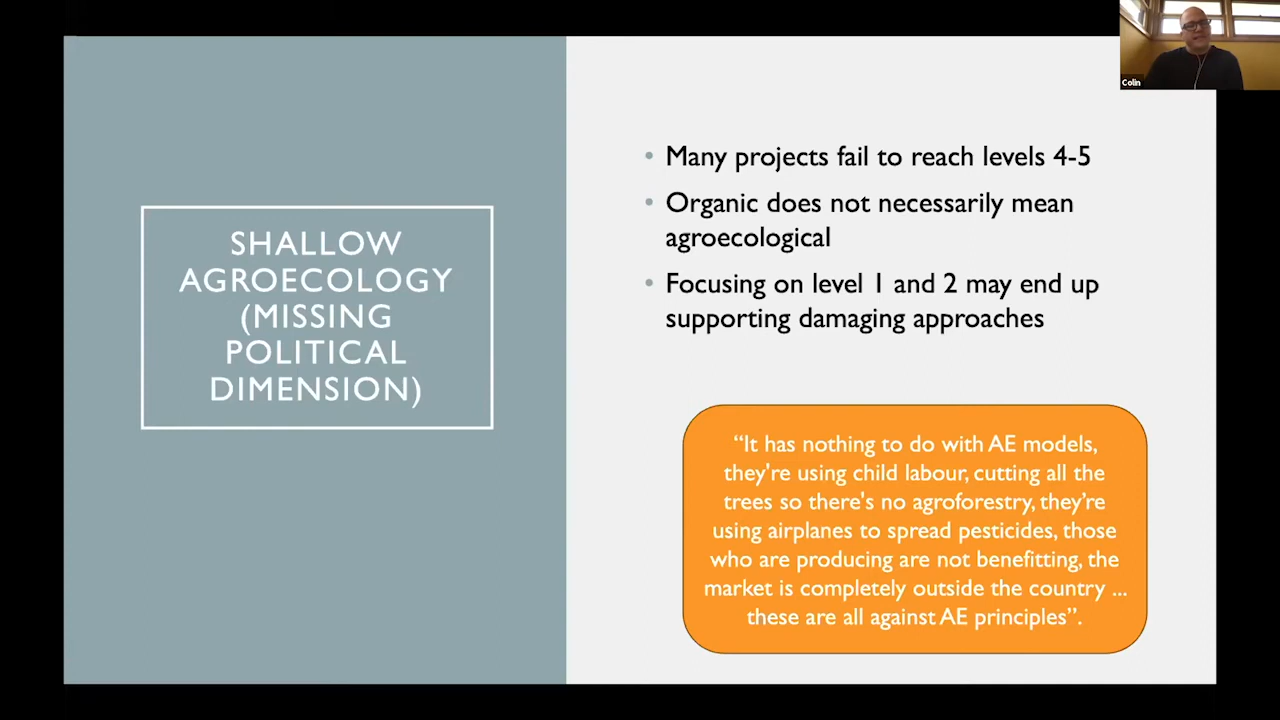 SHALLOW
AGROECOLOGY
(MISSING
POLITICAL
DIMENSION)
• Many projects fail to reach levels 4-5
• Organic does not necessarily mean
agroecological
• Focusing on level 1 and 2 may end up
supporting damaging approaches
“It has nothing to do with AE models,
they're using child labour, cutting all the
trees so there's no agroforestry, they’re
using airplanes to spread pesticides, those
who are producing are not benefitting, the
market is completely outside the country ...
these are all against AE principles”.
Colin